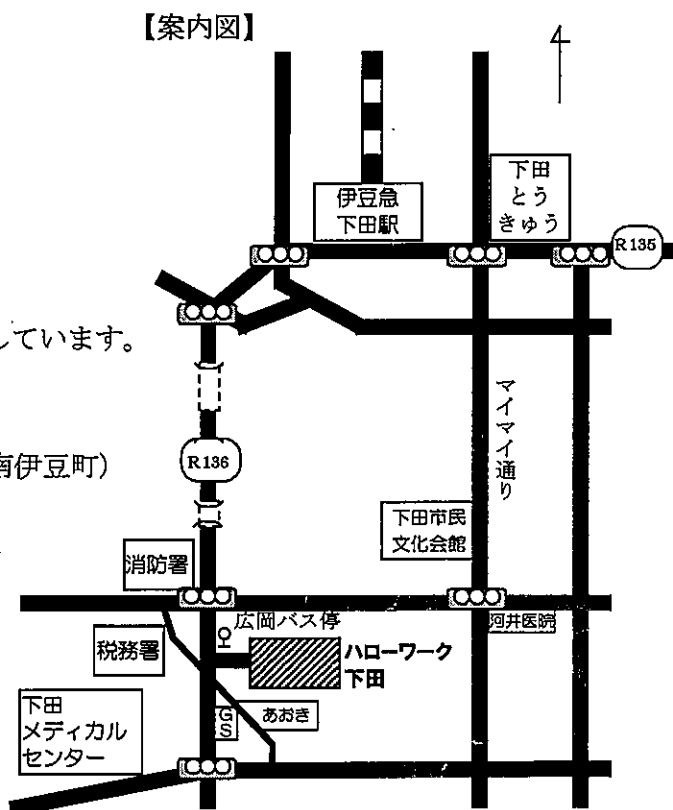 【案内図】
伊豆急
下田駅
下田
とう
きゅう
R135
しています。
マイマイ通り
南伊豆町）
R136
下田市民
文化会館
消防署
広岡バス停
河井医院
税務署
ハローワーク
下田
下田
メディカル
センター
GS
あおき